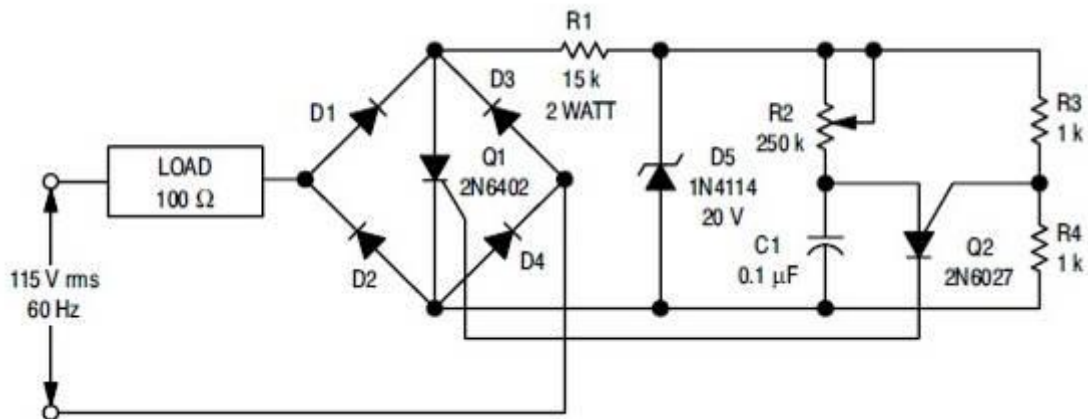 R1
15 k
2 WATT
D1
D3
R3
1 k
R2
250 k
LOAD
100 Ω
Q1
2N6402
D5
1N4114
20 V
D2
D4
C1
0.1 µF
Q2
2N6027
R4
1 k
115 V rms
60 Hz